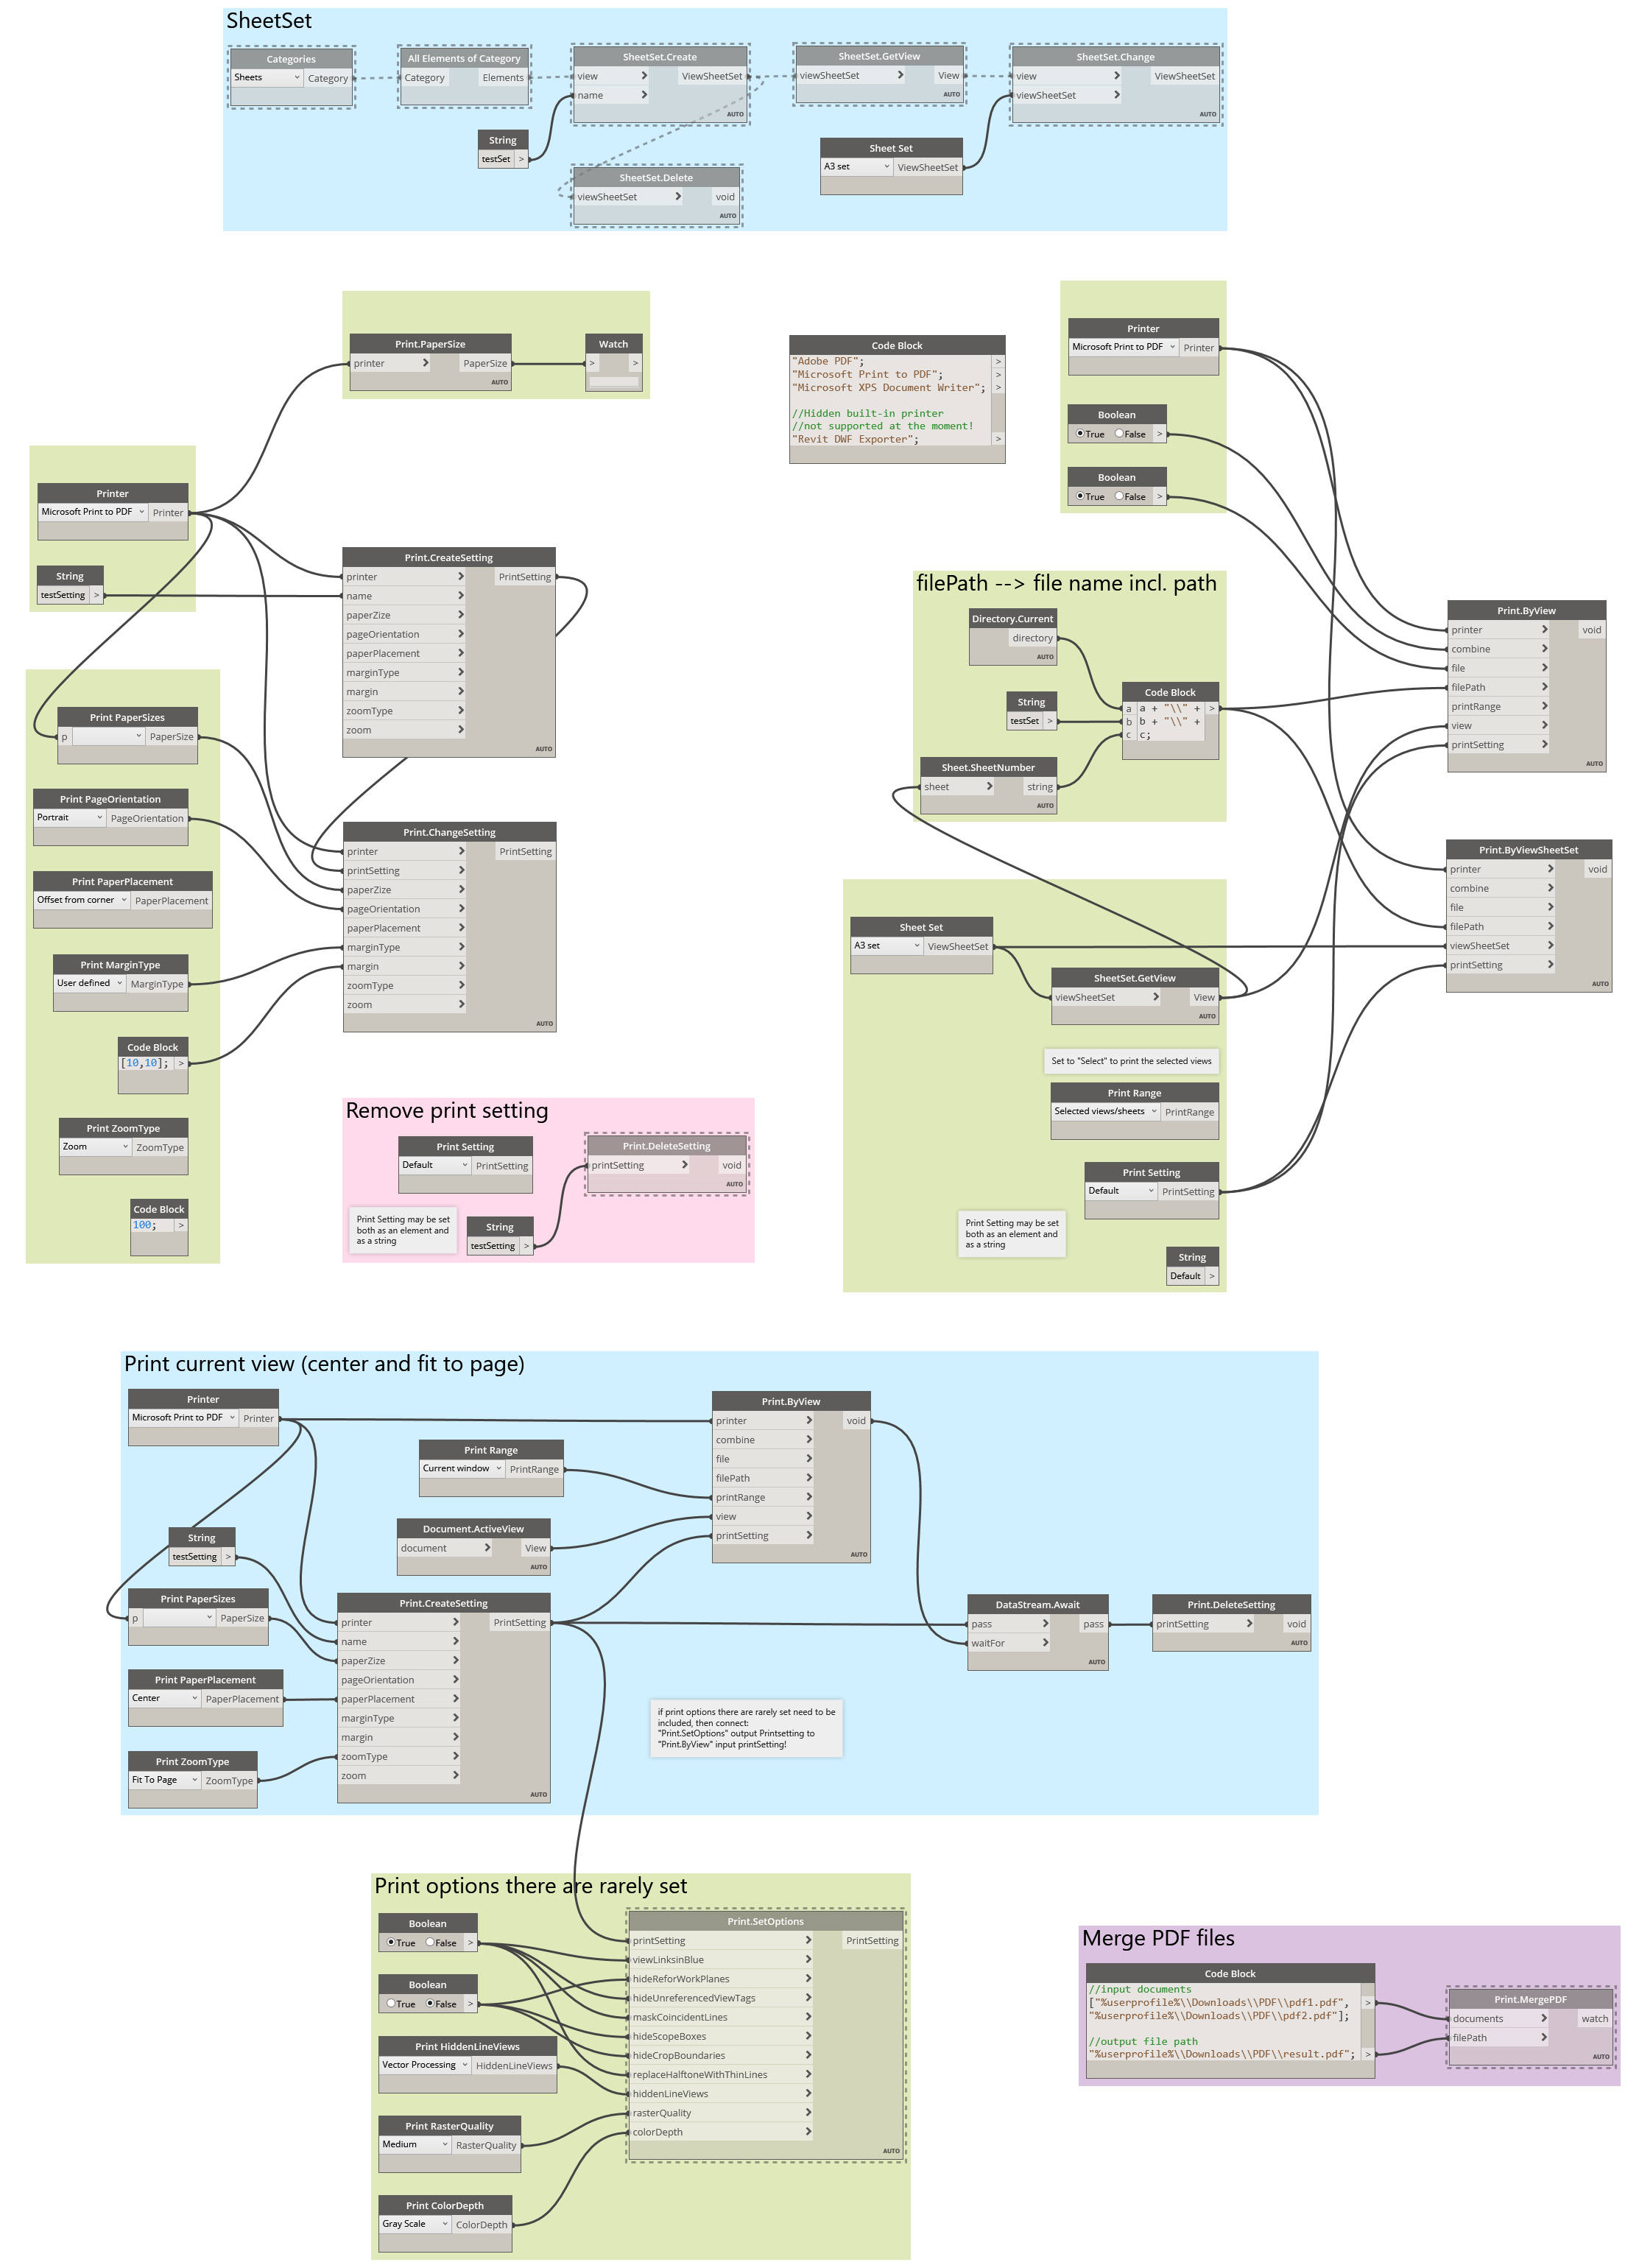 SheetSet
Categories
Sheets
Category
All Elements of Category
Category
Elements
SheetSet.Create
view
>
ViewSheetSet
name
>
AUTO
String
testSet
>
SheetSet.Delete
viewSheetSet
>
void
AUTO
SheetSet.GetView
viewSheetSet
>
View
AUTO
Sheet Set
A3 set
ViewSheetSet
SheetSet.Change
view
>
ViewSheetSet
viewSheetSet
>
AUTO
Print.PaperSize
printer
>
PaperSize
AUTO
Watch
>
>
Printer
Microsoft Print to PDF
Printer
String
testSetting
>
Print PaperSizes
p
PaperSize
Print PageOrientation
Portrait
PageOrientation
Print PaperPlacement
Offset from corner
PaperPlacement
Print MarginType
User defined
MarginType
Code Block
[10,10];
>
Print ZoomType
Zoom
ZoomType
Code Block
100;
>
Print.CreateSetting
printer
>
PrintSetting
name
>
paperZize
>
pageOrientation
>
paperPlacement
>
marginType
>
margin
>
zoomType
>
zoom
>
AUTO
Print.ChangeSetting
printer
>
PrintSetting
printSetting
>
paperZize
>
pageOrientation
>
paperPlacement
>
marginType
>
margin
>
zoomType
>
zoom
>
AUTO
Remove print setting
Print Setting
Default
PrintSetting
Print Setting may be set
both as an element and
as a string
String
testSetting
>
Print.DeleteSetting
printSetting
>
void
AUTO
Code Block
"Adobe PDF";
>
"Microsoft Print to PDF";
>
"Microsoft XPS Document Writer";
>
//Hidden built-in printer
//not supported at the moment!
"Revit DWF Exporter";
>
Printer
Microsoft Print to PDF
Printer
Boolean
True
False
>
Boolean
True
False
>
filePath --> file name incl. path
Directory.Current
directory
AUTO
String
testSet
>
Sheet.SheetNumber
sheet
>
string
AUTO
Code Block
a
a + "\\" +
>
b
b + "\\" +
c
c;
Print.ByView
printer
>
void
combine
>
file
>
filePath
>
printRange
>
view
>
printSetting
>
AUTO
Print.ByViewSheetSet
printer
>
void
combine
>
file
>
filePath
>
viewSheetSet
>
printSetting
>
AUTO
Sheet Set
A3 set
ViewSheetSet
SheetSet.GetView
viewSheetSet
>
View
AUTO
Set to "Select" to print the selected views
Print Range
Selected views/sheets
PrintRange
Print Setting
Default
PrintSetting
Print Setting may be set
both as an element and
as a string
String
Default
>
Print current view (center and fit to page)
Printer
Microsoft Print to PDF
Printer
String
testSetting
>
Print PaperSizes
p
PaperSize
Print PaperPlacement
Center
PaperPlacement
Print ZoomType
Fit To Page
ZoomType
Print Range
Current window
PrintRange
Document.ActiveView
document
>
View
AUTO
Print.CreateSetting
printer
>
PrintSetting
name
>
paperZize
>
pageOrientation
>
paperPlacement
>
marginType
>
margin
>
zoomType
>
zoom
>
AUTO
Print.ByView
printer
>
void
combine
>
file
>
filePath
>
printRange
>
view
>
printSetting
>
AUTO
if print options there are rarely set need to be
included, then connect:
"Print.SetOptions" output Printsetting to
"Print.ByView" input printSetting!
DataStream.Await
pass
>
pass
waitFor
>
AUTO
Print.DeleteSetting
printSetting
>
void
AUTO
Print options there are rarely set
Boolean
True
False
>
Boolean
True
False
>
Print HiddenLineViews
Vector Processing
HiddenLineViews
Print RasterQuality
Medium
RasterQuality
Print ColorDepth
Gray Scale
ColorDepth
Print.SetOptions
printSetting
>
PrintSetting
viewLinksinBlue
>
hideReforWorkPlanes
>
hideUnreferencedViewTags
>
maskCoincidentLines
>
hideScopeBoxes
>
hideCropBoundaries
>
replaceHalftoneWithThinLines
>
hiddenLineViews
>
rasterQuality
>
colorDepth
>
AUTO
Merge PDF files
Code Block
//input documents
["%userprofile%\\Downloads\\PDF\\pdf1.pdf",
>
"%userprofile%\\Downloads\\PDF\\pdf2.pdf"];
//output file path
"%userprofile%\\Downloads\\PDF\\result.pdf";
>
Print.MergePDF
documents
>
watch
filePath
>
AUTO